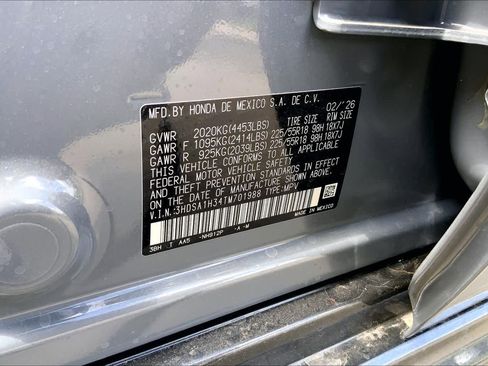 MFD.BY HONDA DE MEXICO S.A. DE C.V. 02/'26
TIRE SIZE RIM SIZE
GVWR 2020KG(4453LBS)
GAWR F 1095KG(2414LBS) 225/55R18 98H 18X7J
GAWR R 925KG(2039LBS) 225/55R18 98H 18X7J
THIS VEHICLE CONFORMS TO ALL APPLICABLE
FEDERAL MOTOR VEHICLE SAFETY
AND THEFT PREVENTION STANDARDS IN EFFECT
ON THE DATE OF MANUFACTURE SHOWN ABOVE.
V.I.N.:3HDSA1H34TM701988 TYPE:MPV
3BH T AA5 -NH912P -A -M
MADE IN MEXICO